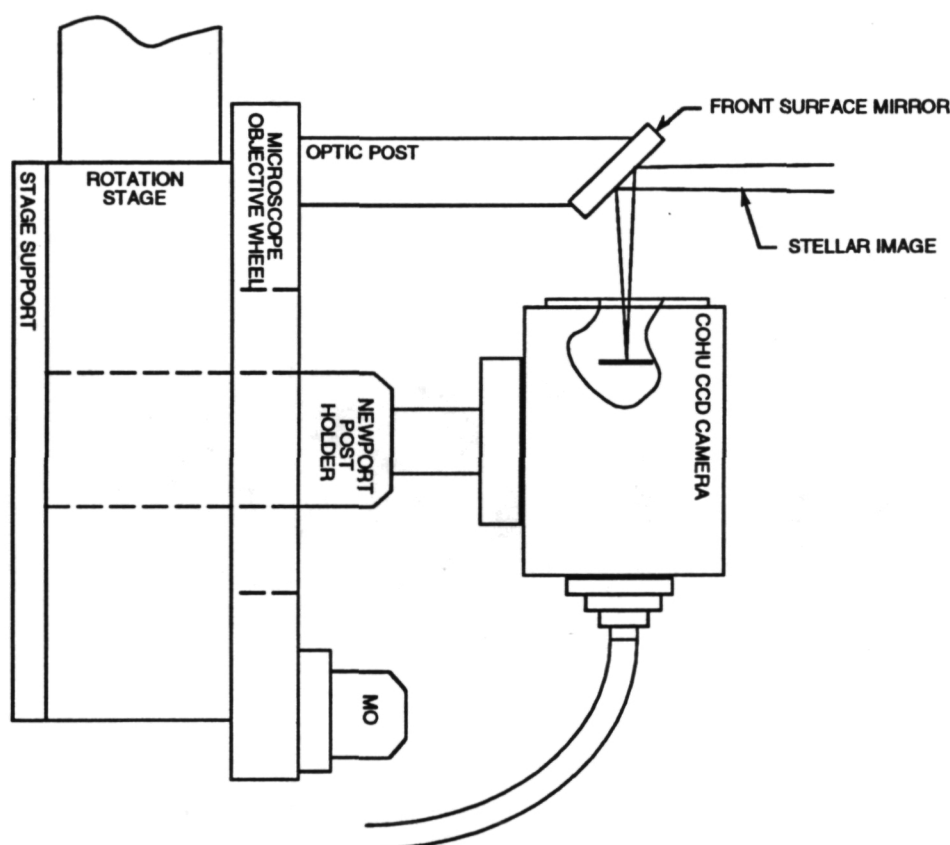 FRONT SURFACE MIRROR
OPTIC POST
MICROSCOPE
OBJECTIVE WHEEL
STAGE SUPPORT
ROTATION
STAGE
STELLAR IMAGE
COHU CCD CAMERA
NEWPORT
POST
HOLDER
MO